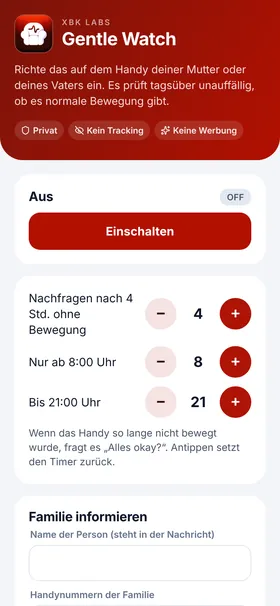 XBK LABS
Gentle Watch
Richte das auf dem Handy deiner Mutter oder
deines Vaters ein. Es prüft tagsüber unauffällig,
ob es normale Bewegung gibt.
Privat
Kein Tracking
Keine Werbung
Aus
OFF
Einschalten
Nachfragen nach 4
Std. ohne
Bewegung
− 4 +
Nur ab 8:00 Uhr − 8 +
Bis 21:00 Uhr − 21 +
Wenn das Handy so lange nicht bewegt
wurde, fragt es „Alles okay?“. Antippen setzt
den Timer zurück.
Familie informieren
Name der Person (steht in der Nachricht)
Handynummern der Familie